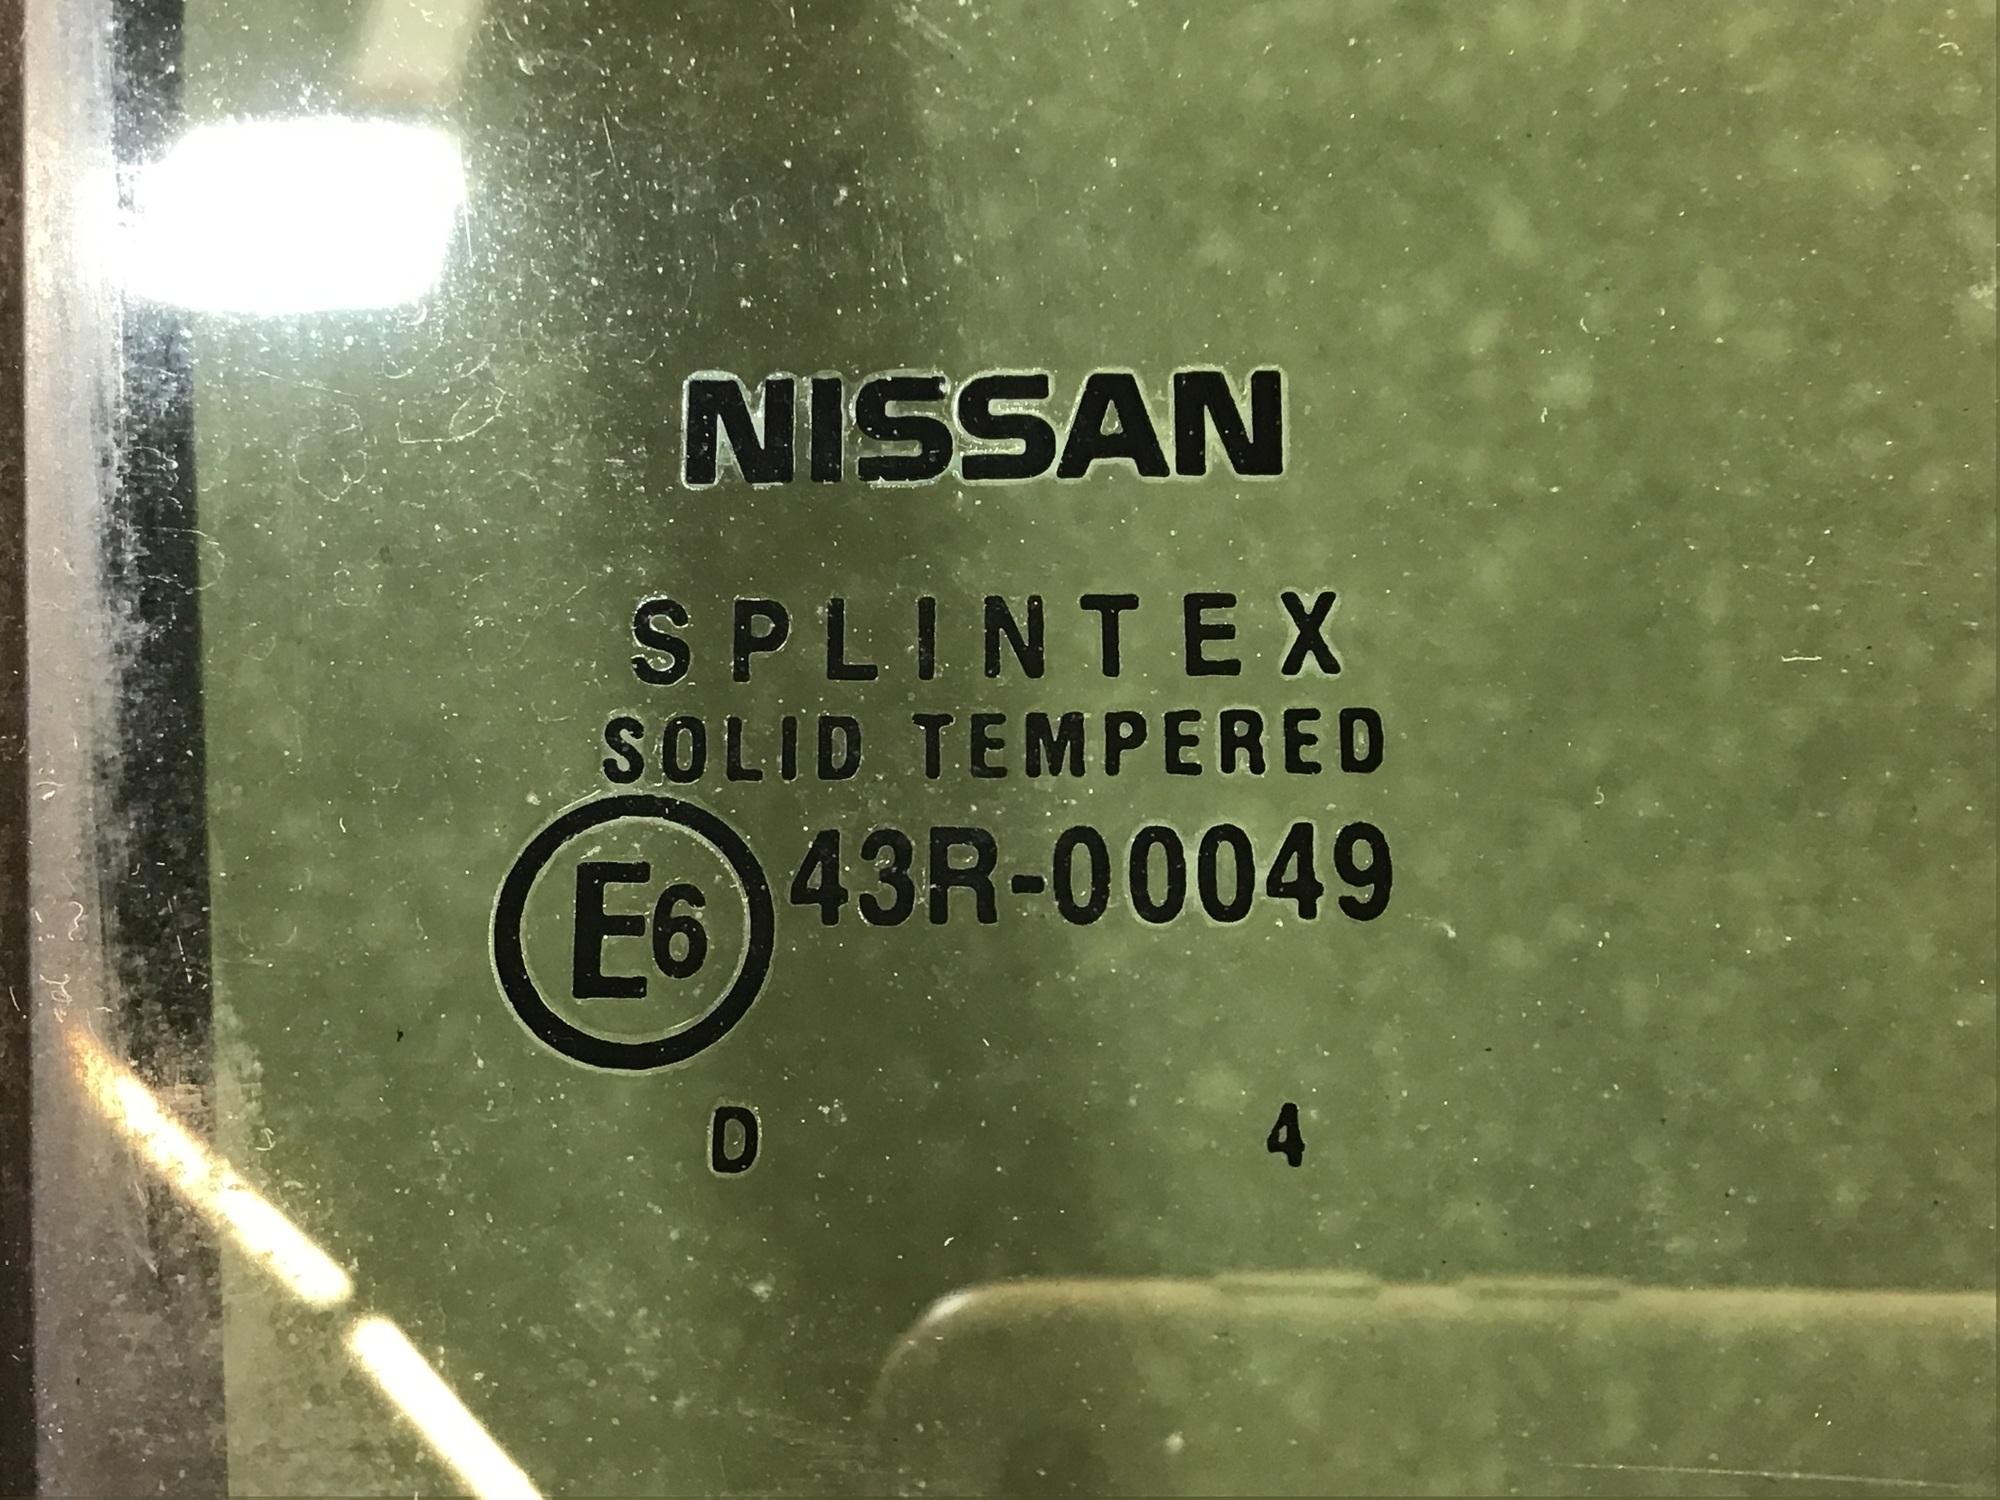 NISSAN
SPLINTEX
SOLID TEMPERED
E6 43R-00049
D 4